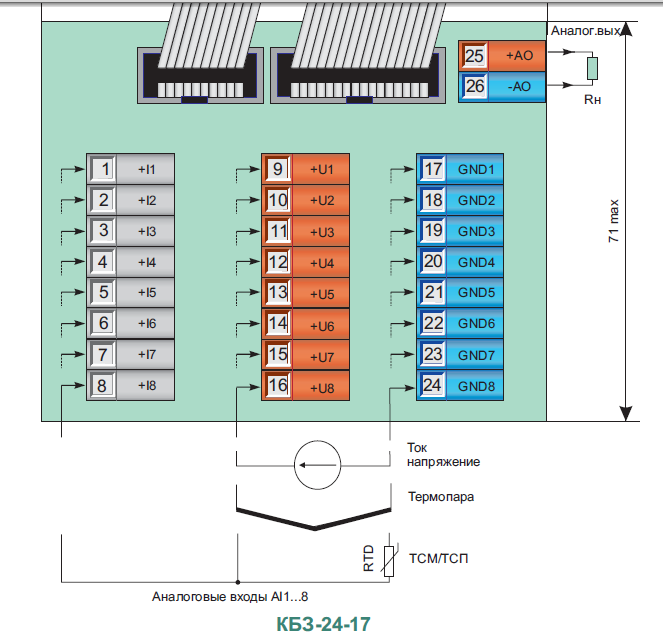 Аналог.вых
25 +AO
26 -AO
Rн
1 +I1 9 +U1 17 GND1
2 +I2 10 +U2 18 GND2
3 +I3 11 +U3 19 GND3
4 +I4 12 +U4 20 GND4
5 +I5 13 +U5 21 GND5
6 +I6 14 +U6 22 GND6
7 +I7 15 +U7 23 GND7
8 +I8 16 +U8 24 GND8
71 max
Ток
напряжение
Термопара
RTD
ТСМ/ТСП
Аналоговые входы AI1...8
КБЗ-24-17